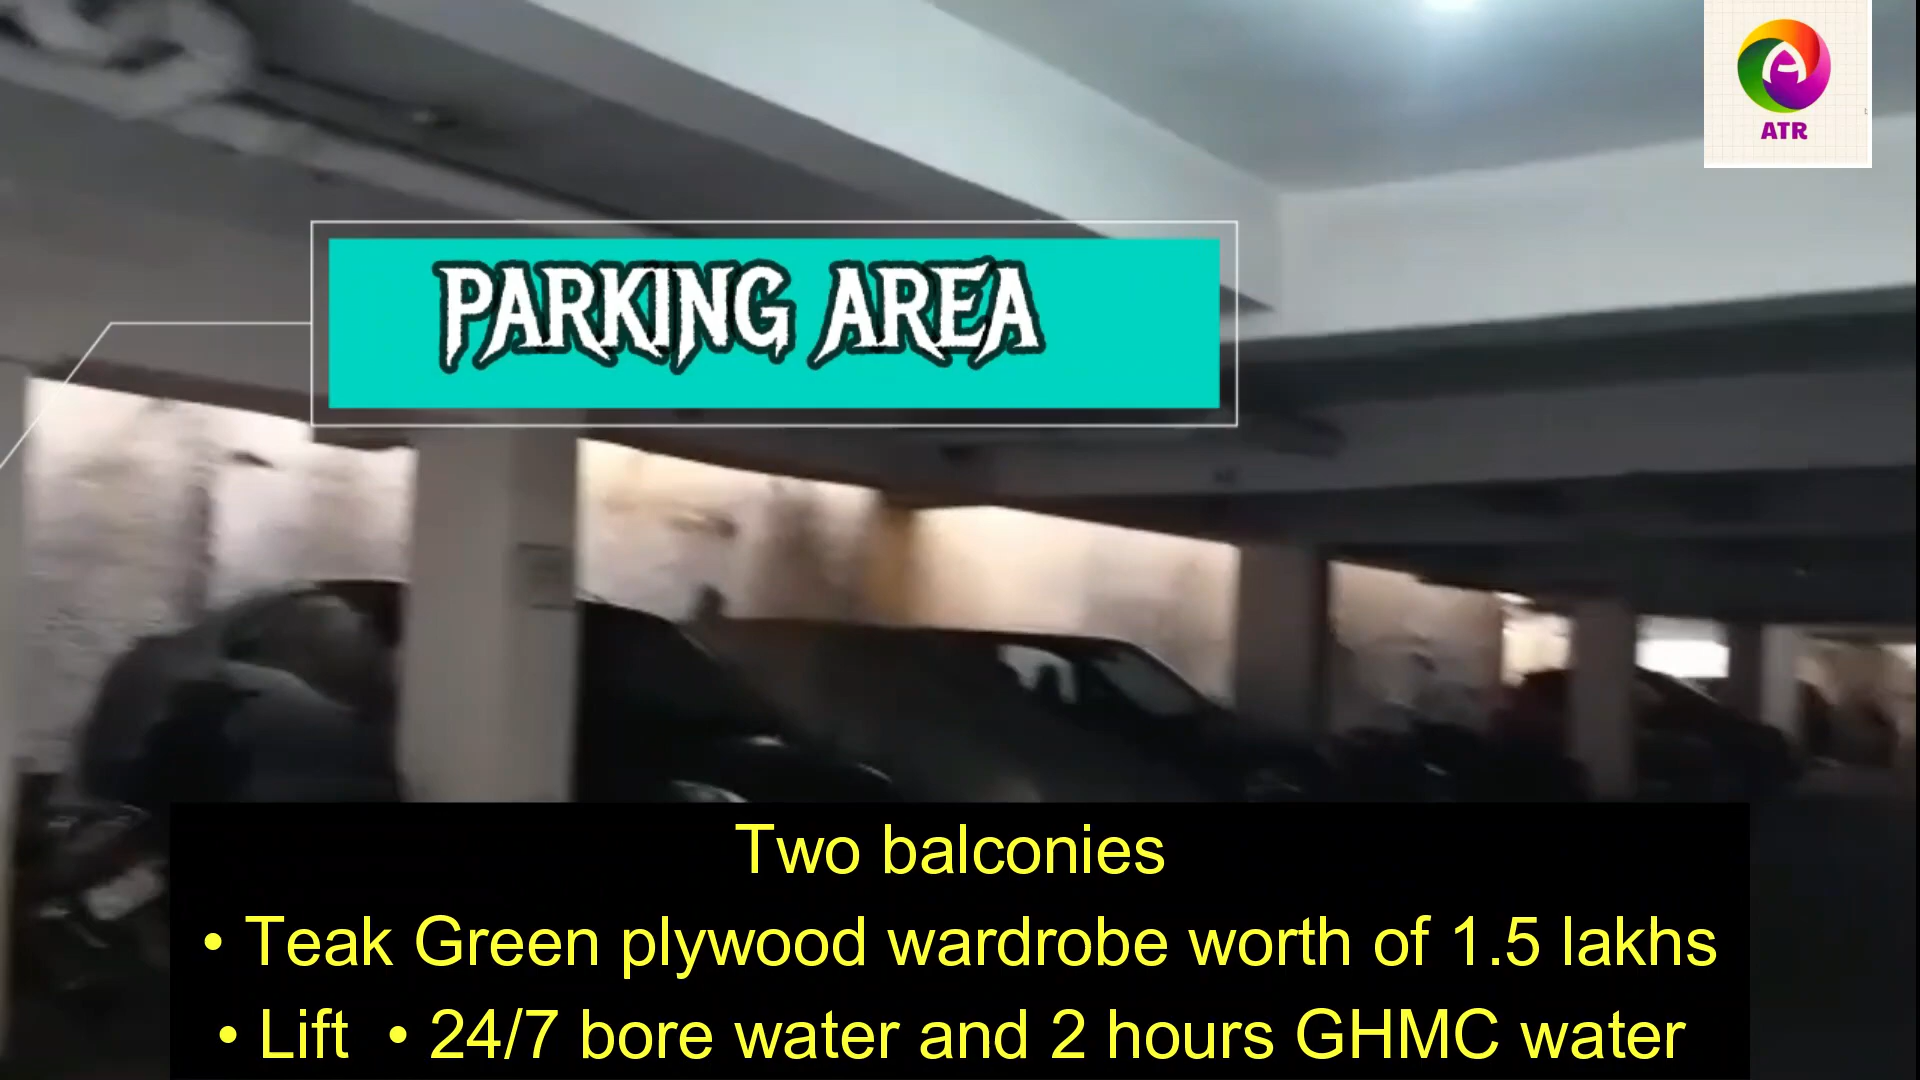 ATR
PARKING AREA
Two balconies
• Teak Green plywood wardrobe worth of 1.5 lakhs
• Lift • 24/7 bore water and 2 hours GHMC water